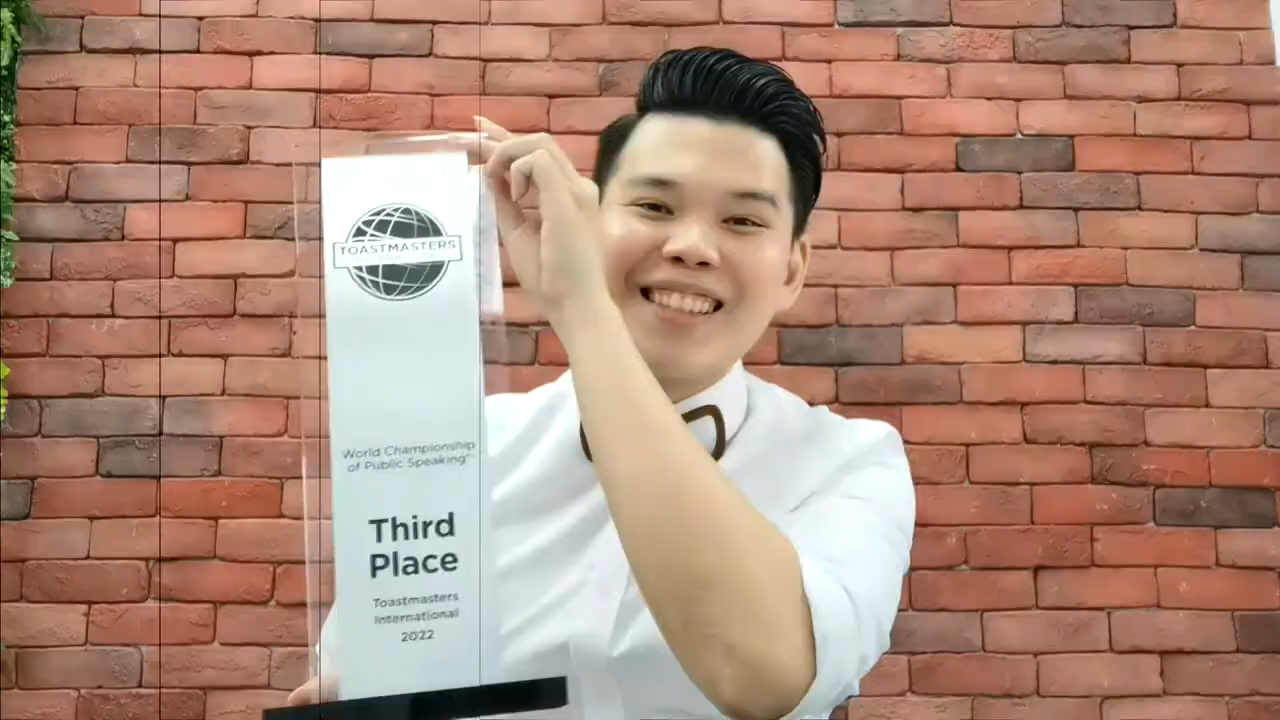 TOASTMASTERS
World Championship
of Public Speaking
Third
Place
Toastmasters
International
2022